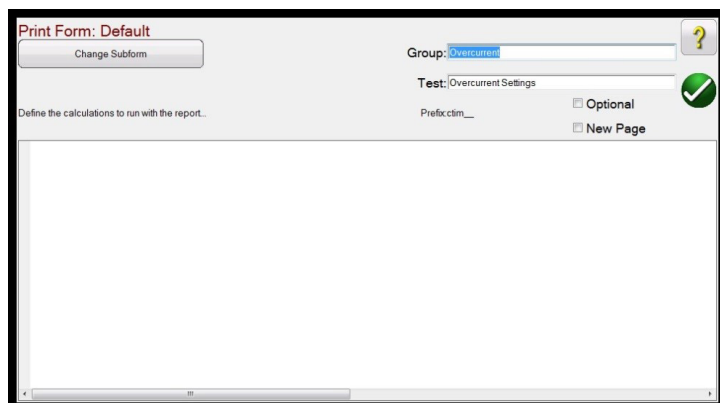 Print Form: Default
Change Subform
Group: Overcurrent
Test: Overcurrent Settings
Optional
Define the calculations to run with the report...
Prefix:ctim__
New Page